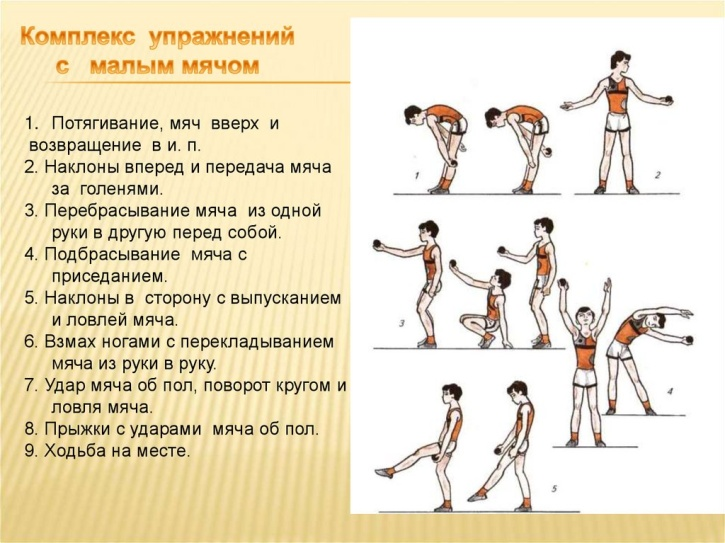 Комплекс упражнений
с малым мячом
1. Потягивание, мяч вверх и
возвращение в и. п.
2. Наклоны вперед и передача мяча
за голенями.
3. Перебрасывание мяча из одной
руки в другую перед собой.
4. Подбрасывание мяча с
приседанием.
5. Наклоны в сторону с выпусканием
и ловлей мяча.
6. Взмах ногами с перекладыванием
мяча из руки в руку.
7. Удар мяча об пол, поворот кругом и
ловля мяча.
8. Прыжки с ударами мяча об пол.
9. Ходьба на месте.
1
2
3
4
5